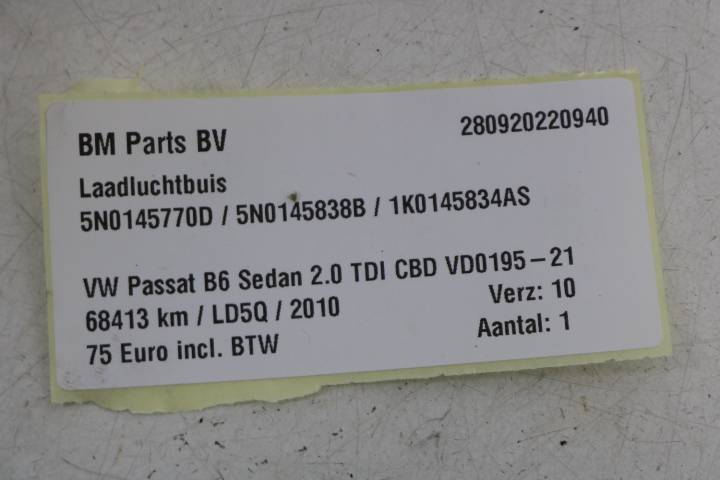 BM Parts BV 280920220940
Laadluchtbuis
5N0145770D / 5N0145838B / 1K0145834AS
VW Passat B6 Sedan 2.0 TDI CBD VD0195-21
68413 km / LD5Q / 2010 Verz: 10
75 Euro incl. BTW Aantal: 1